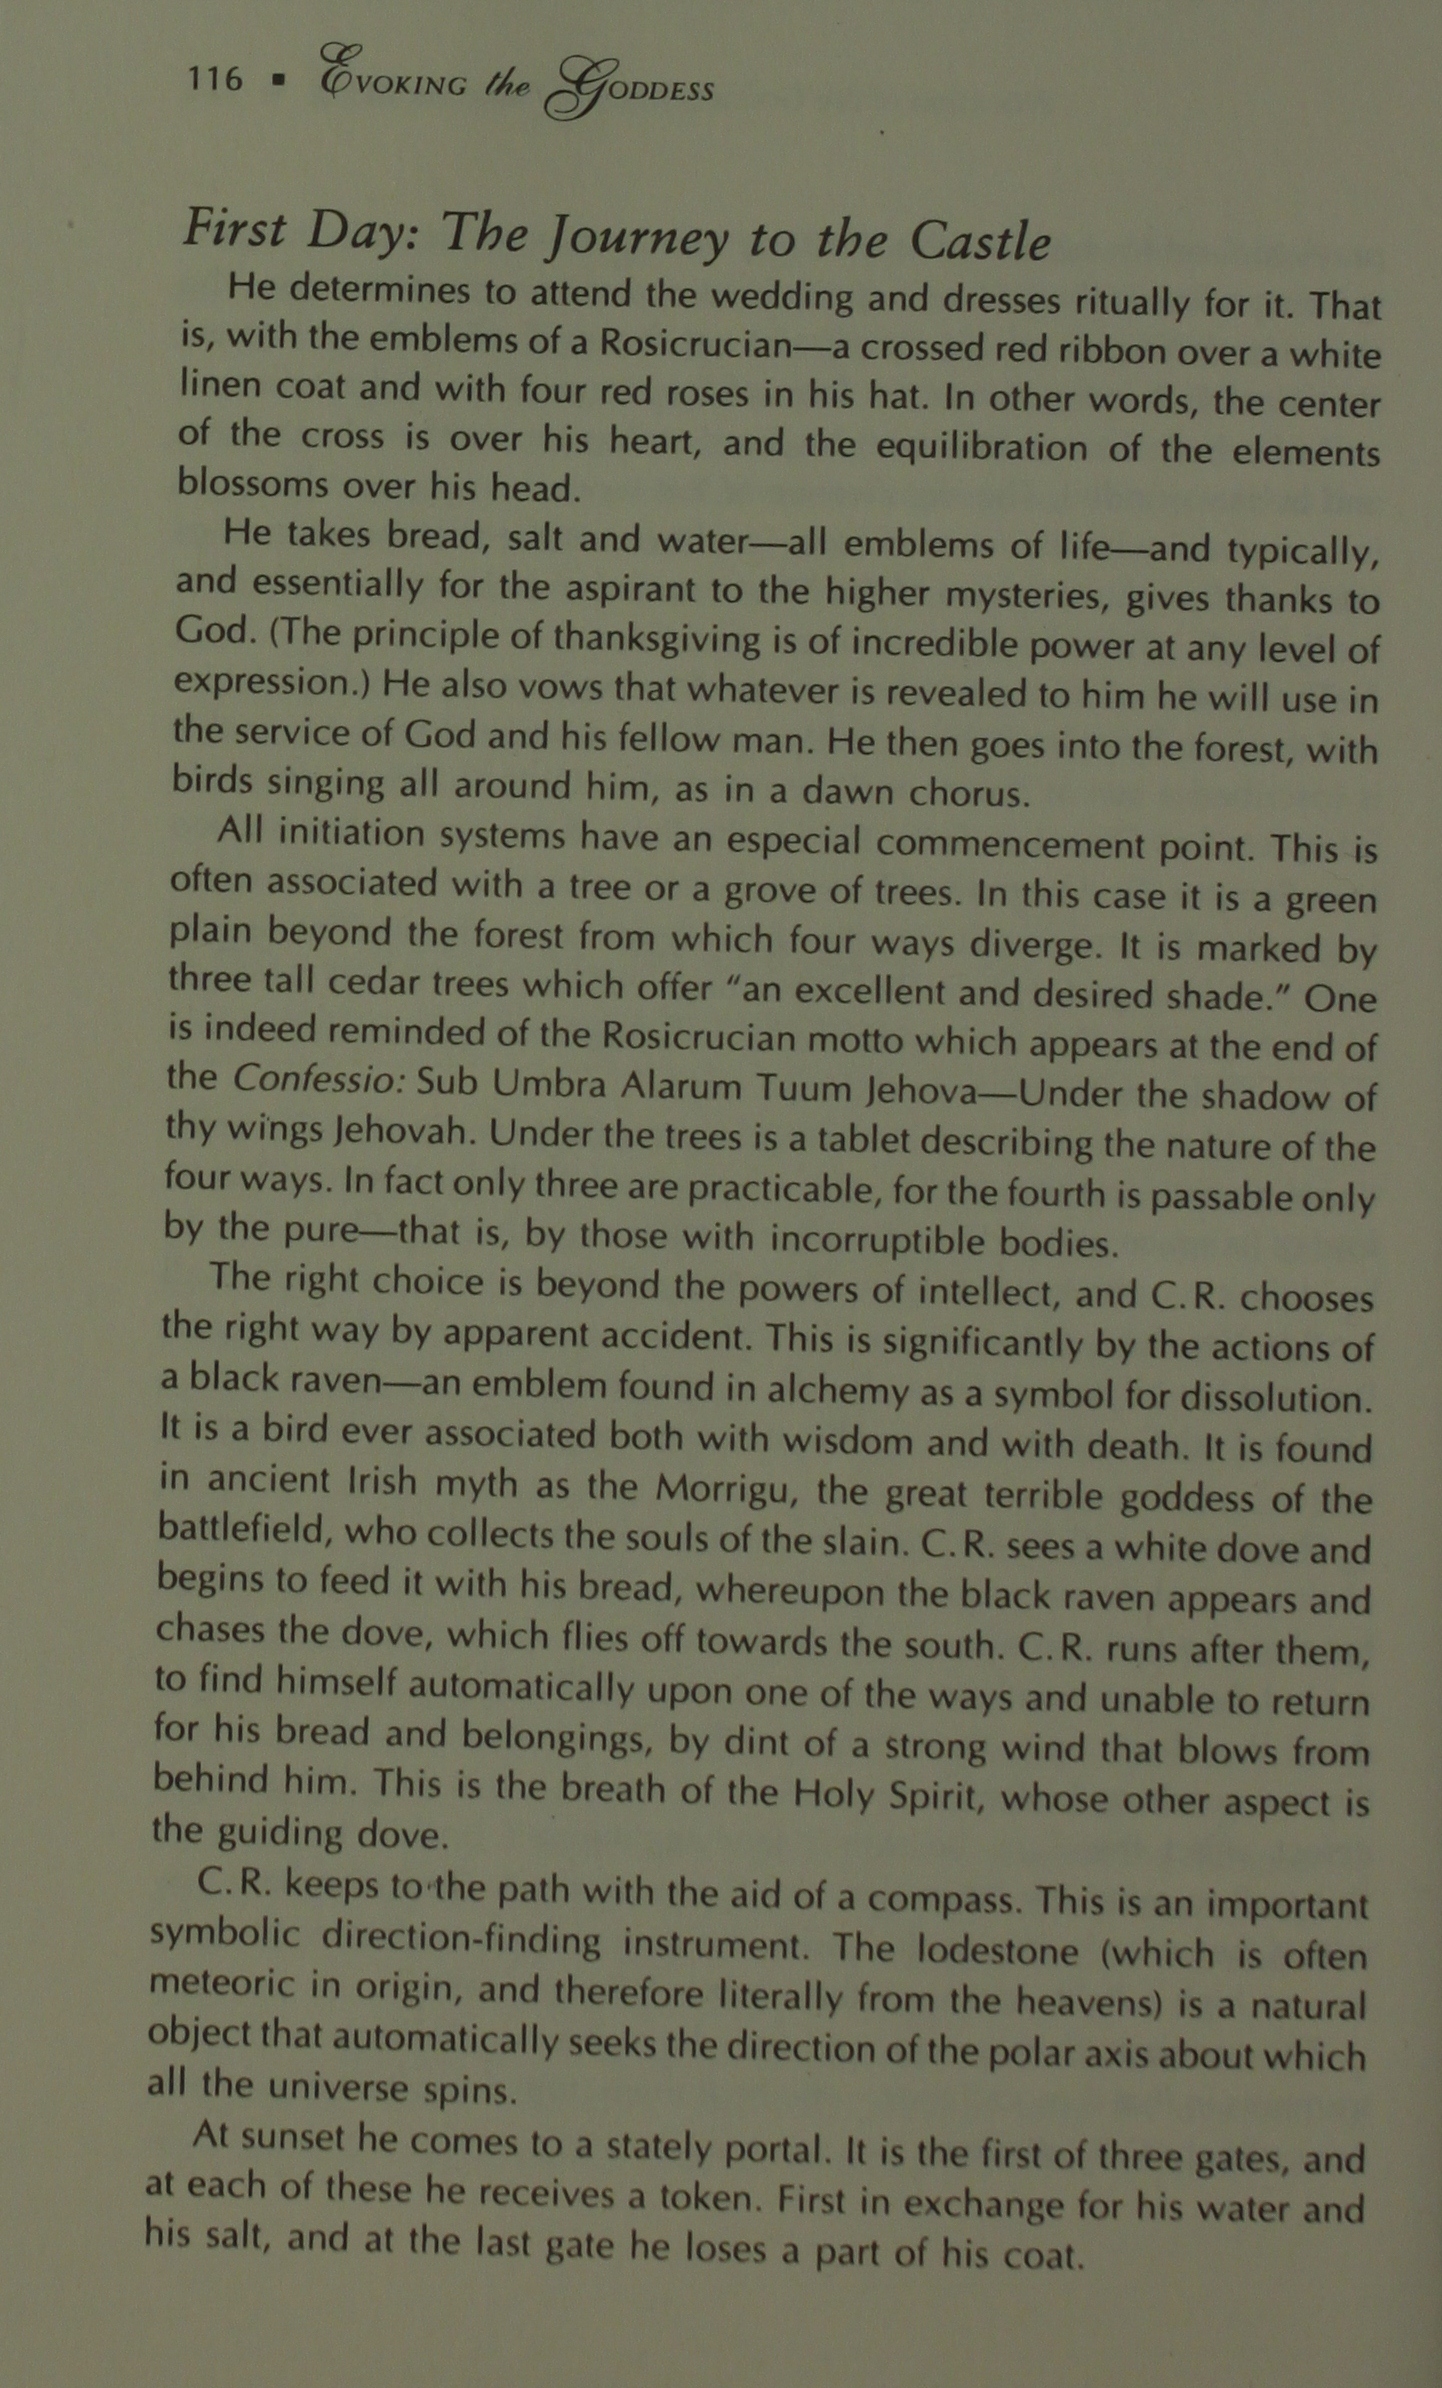 116 ▪ EVOKING the GODDESS
First Day: The Journey to the Castle
He determines to attend the wedding and dresses ritually for it. That
is, with the emblems of a Rosicrucian—a crossed red ribbon over a white
linen coat and with four red roses in his hat. In other words, the center
of the cross is over his heart, and the equilibration of the elements
blossoms over his head.
He takes bread, salt and water—all emblems of life—and typically,
and essentially for the aspirant to the higher mysteries, gives thanks to
God. (The principle of thanksgiving is of incredible power at any level of
expression.) He also vows that whatever is revealed to him he will use in
the service of God and his fellow man. He then goes into the forest, with
birds singing all around him, as in a dawn chorus.
All initiation systems have an especial commencement point. This is
often associated with a tree or a grove of trees. In this case it is a green
plain beyond the forest from which four ways diverge. It is marked by
three tall cedar trees which offer "an excellent and desired shade." One
is indeed reminded of the Rosicrucian motto which appears at the end of
the Confessio: Sub Umbra Alarum Tuum Jehova—Under the shadow of
thy wings Jehovah. Under the trees is a tablet describing the nature of the
four ways. In fact only three are practicable, for the fourth is passable only
by the pure—that is, by those with incorruptible bodies.
The right choice is beyond the powers of intellect, and C.R. chooses
the right way by apparent accident. This is significantly by the actions of
a black raven—an emblem found in alchemy as a symbol for dissolution.
It is a bird ever associated both with wisdom and with death. It is found
in ancient Irish myth as the Morrigu, the great terrible goddess of the
battlefield, who collects the souls of the slain. C.R. sees a white dove and
begins to feed it with his bread, whereupon the black raven appears and
chases the dove, which flies off towards the south. C.R. runs after them,
to find himself automatically upon one of the ways and unable to return
for his bread and belongings, by dint of a strong wind that blows from
behind him. This is the breath of the Holy Spirit, whose other aspect is
the guiding dove.
C.R. keeps to the path with the aid of a compass. This is an important
symbolic direction-finding instrument. The lodestone (which is often
meteoric in origin, and therefore literally from the heavens) is a natural
object that automatically seeks the direction of the polar axis about which
all the universe spins.
At sunset he comes to a stately portal. It is the first of three gates, and
at each of these he receives a token. First in exchange for his water and
his salt, and at the last gate he loses a part of his coat.